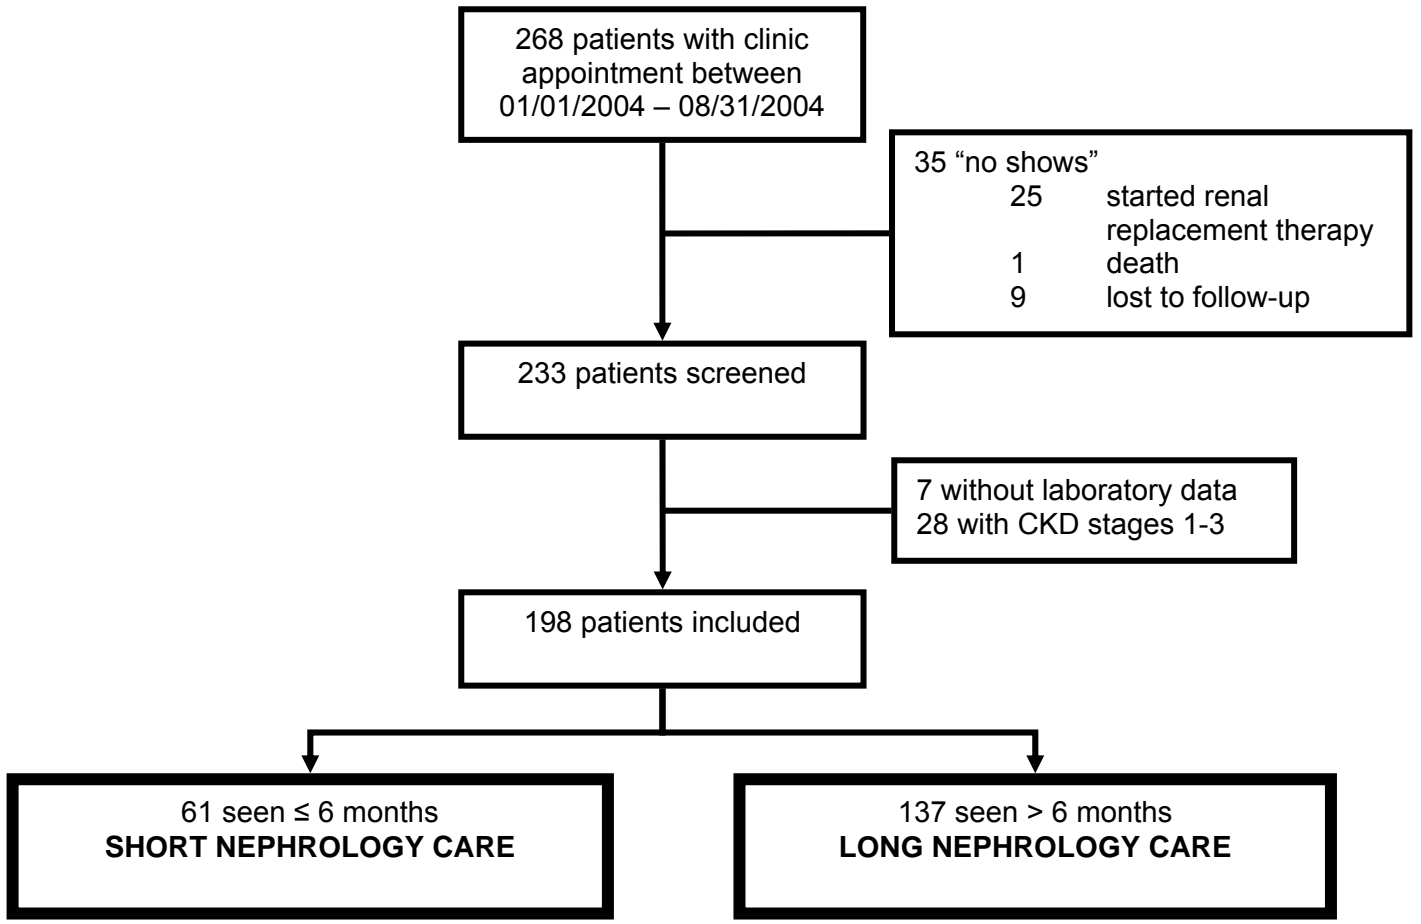 268 patients with clinic
appointment between
01/01/2004 – 08/31/2004
35 “no shows”
25 started renal
replacement therapy
1 death
9 lost to follow-up
233 patients screened
7 without laboratory data
28 with CKD stages 1-3
198 patients included
61 seen ≤ 6 months
SHORT NEPHROLOGY CARE
137 seen > 6 months
LONG NEPHROLOGY CARE